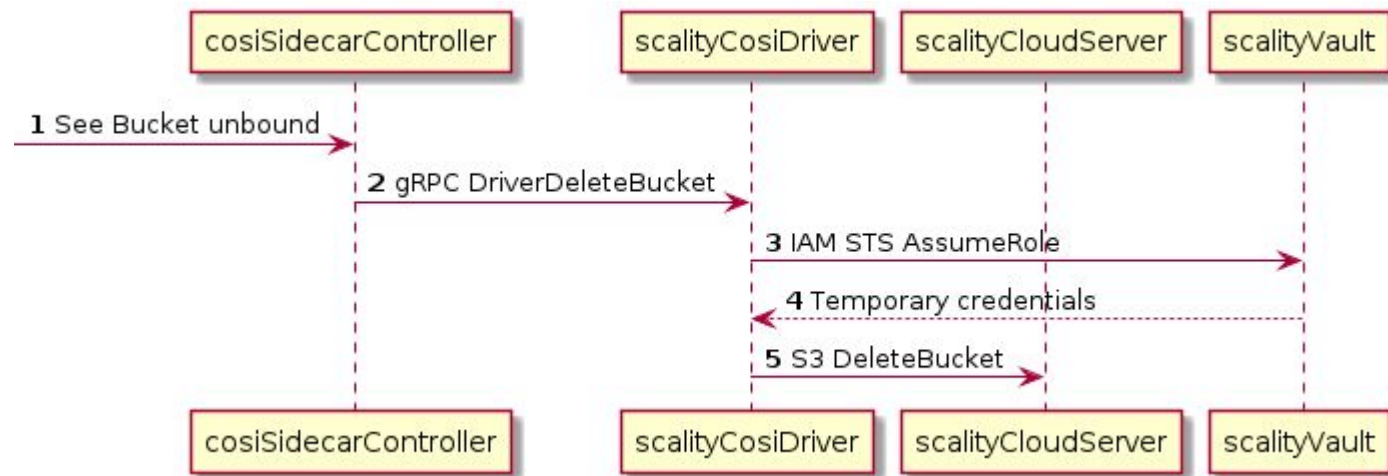 cosiSidecarController
scalityCosiDriver
scalityCloudServer
scalityVault
1 See Bucket unbound
2 gRPC DriverDeleteBucket
3 IAM STS AssumeRole
4 Temporary credentials
5 S3 DeleteBucket
cosiSidecarController
scalityCosiDriver
scalityCloudServer
scalityVault